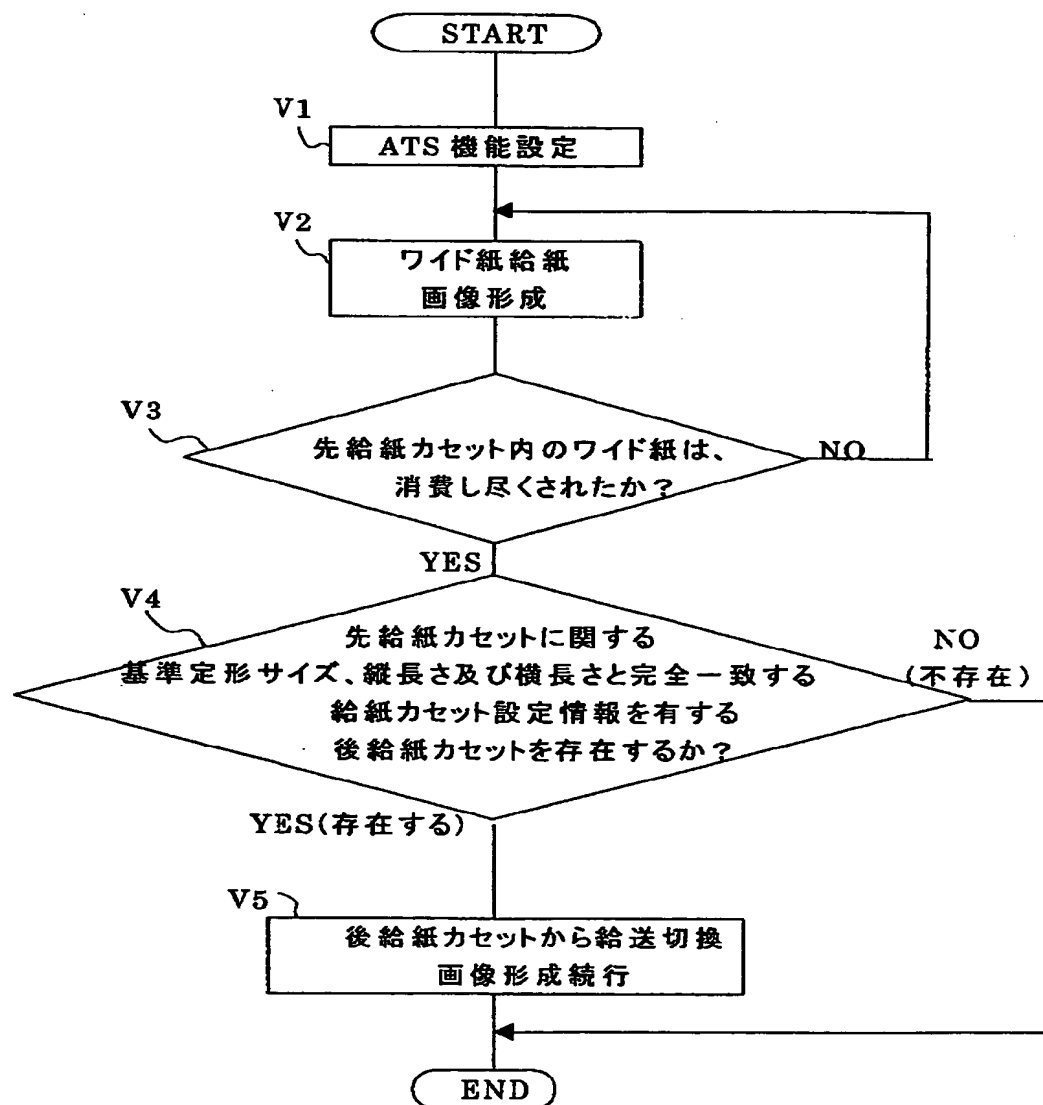 START
V1
ATS 機能設定
V2
ワイド紙給紙
画像形成
V3
先給紙カセット内のワイド紙は、
消費し尽くされたか?
NO
YES
V4
先給紙カセットに関する
基準定形サイズ、縦長さ及び横長さと完全一致する
給紙カセット設定情報を有する
後給紙カセットを存在するか?
NO
(不存在)
YES(存在する)
V5
後給紙カセットから給送切換
画像形成続行
END